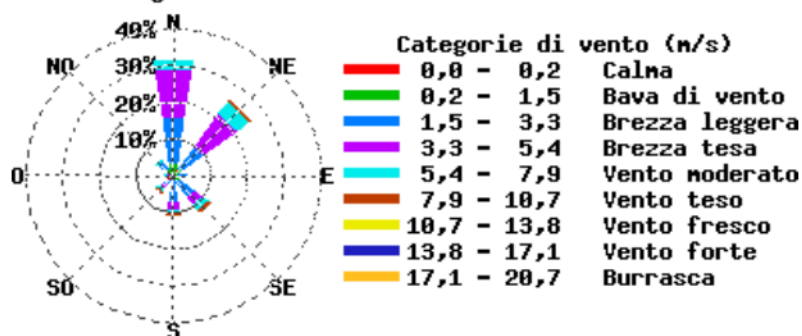 N
40%
30%
20%
10%
NO
NE
O
E
SO
SE
S
Categorie di vento (m/s)
0,0 - 0,2 Calma
0,2 - 1,5 Bava di vento
1,5 - 3,3 Brezza leggera
3,3 - 5,4 Brezza tesa
5,4 - 7,9 Vento moderato
7,9 - 10,7 Vento teso
10,7 - 13,8 Vento fresco
13,8 - 17,1 Vento forte
17,1 - 20,7 Burrasca